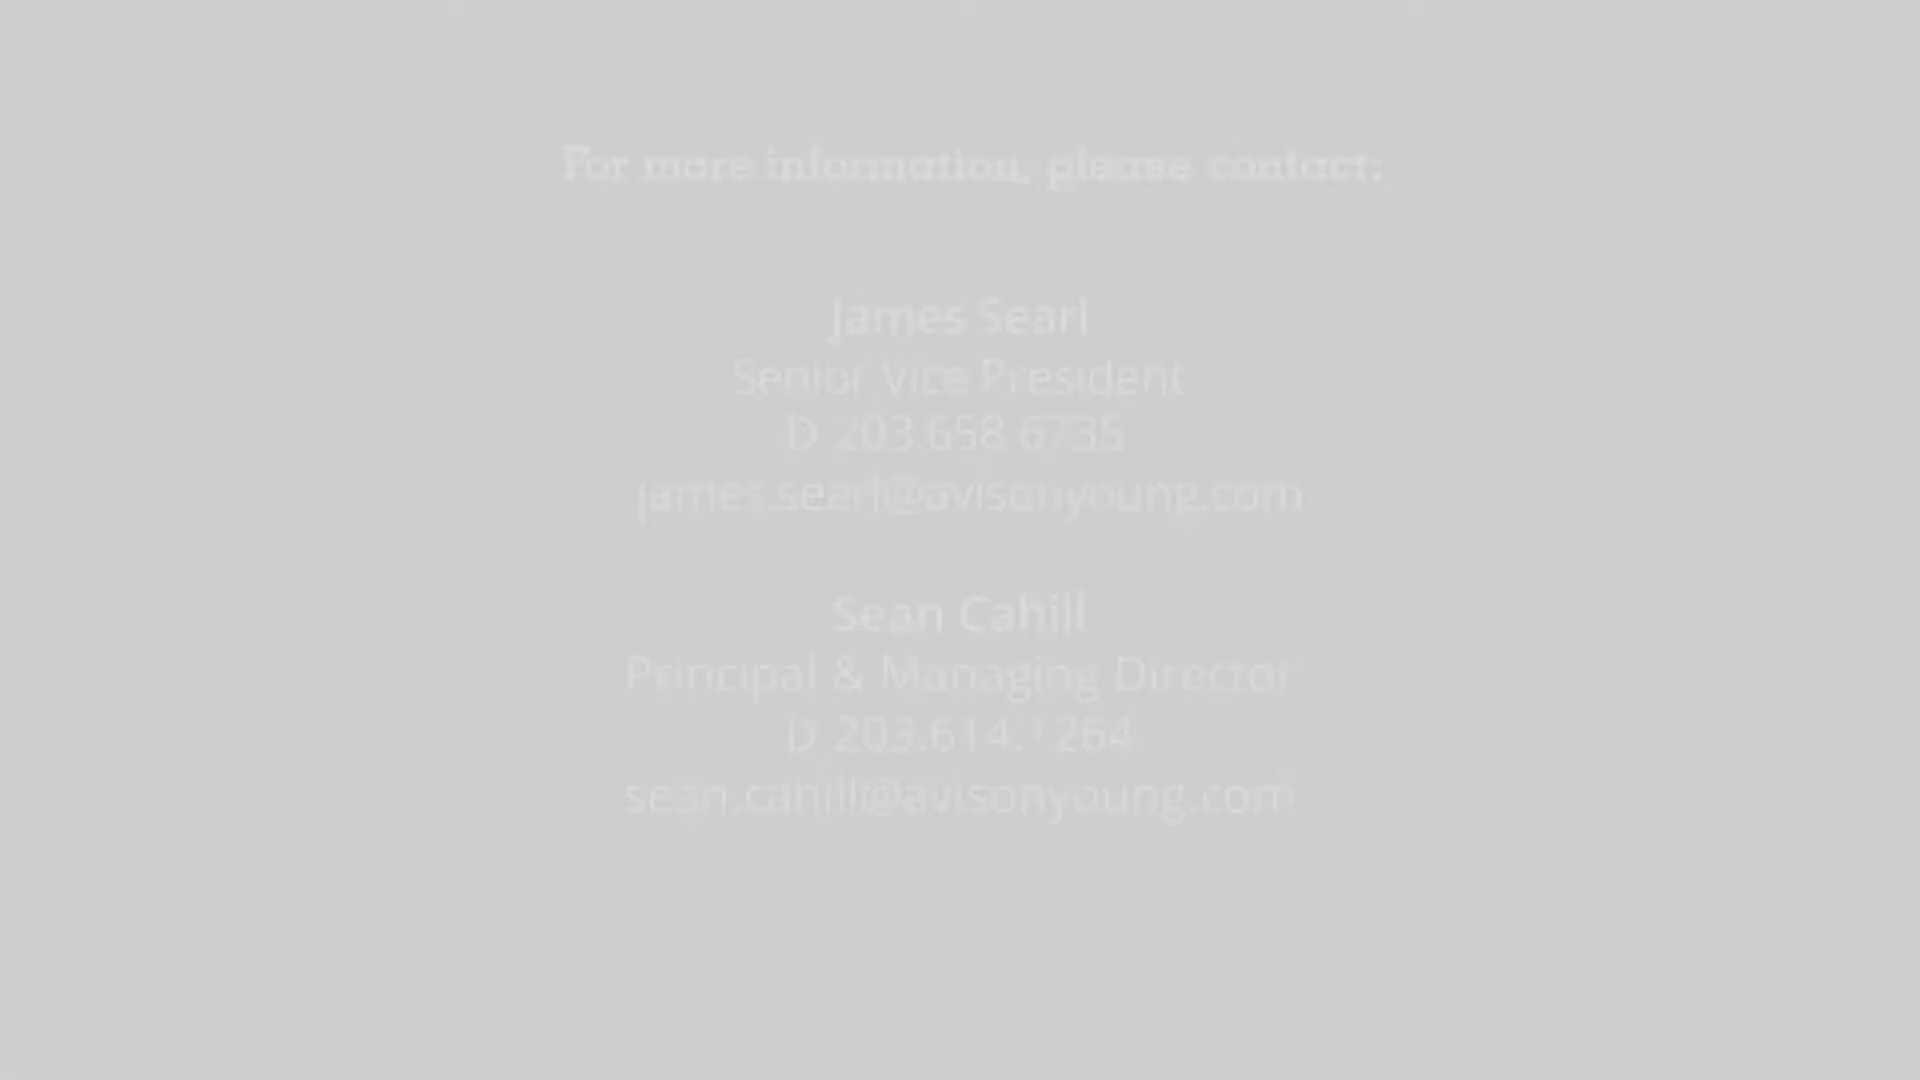 For more information, please contact:
James Searl
Senior Vice President
D 203.658.6735
james.searl@avisonyoung.com
Sean Cahill
Principal & Managing Director
D 203.614.1264
sean.cahill@avisonyoung.com